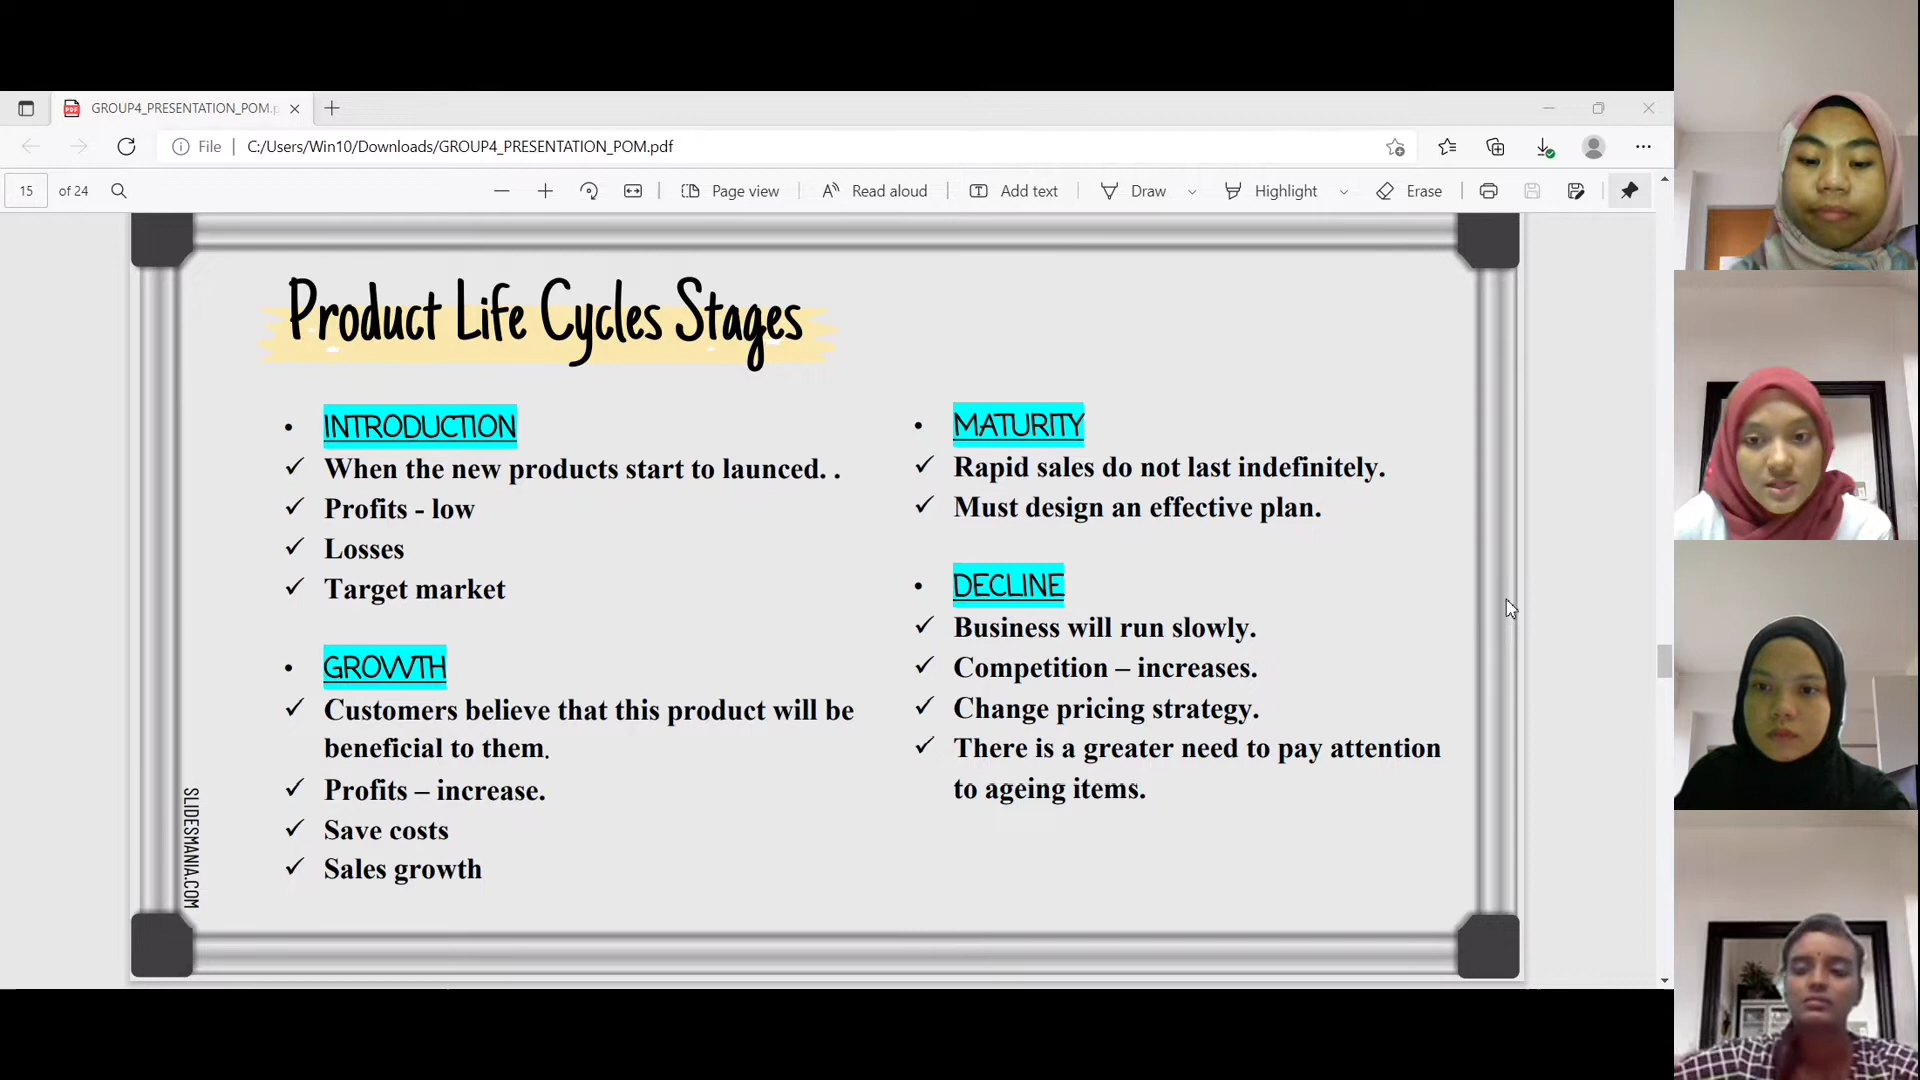 GROUP4_PRESENTATION_POM.p
File
C:/Users/Win10/Downloads/GROUP4_PRESENTATION_POM.pdf
15 of 24
Page view
Read aloud
Add text
Draw
Highlight
Erase
Product Life Cycles Stages
• INTRODUCTION
✓ When the new products start to launced. .
✓ Profits - low
✓ Losses
✓ Target market
• GROWTH
✓ Customers believe that this product will be
beneficial to them.
✓ Profits – increase.
✓ Save costs
✓ Sales growth
• MATURITY
✓ Rapid sales do not last indefinitely.
✓ Must design an effective plan.
• DECLINE
✓ Business will run slowly.
✓ Competition – increases.
✓ Change pricing strategy.
✓ There is a greater need to pay attention
to ageing items.
SLIDESMANIA.COM